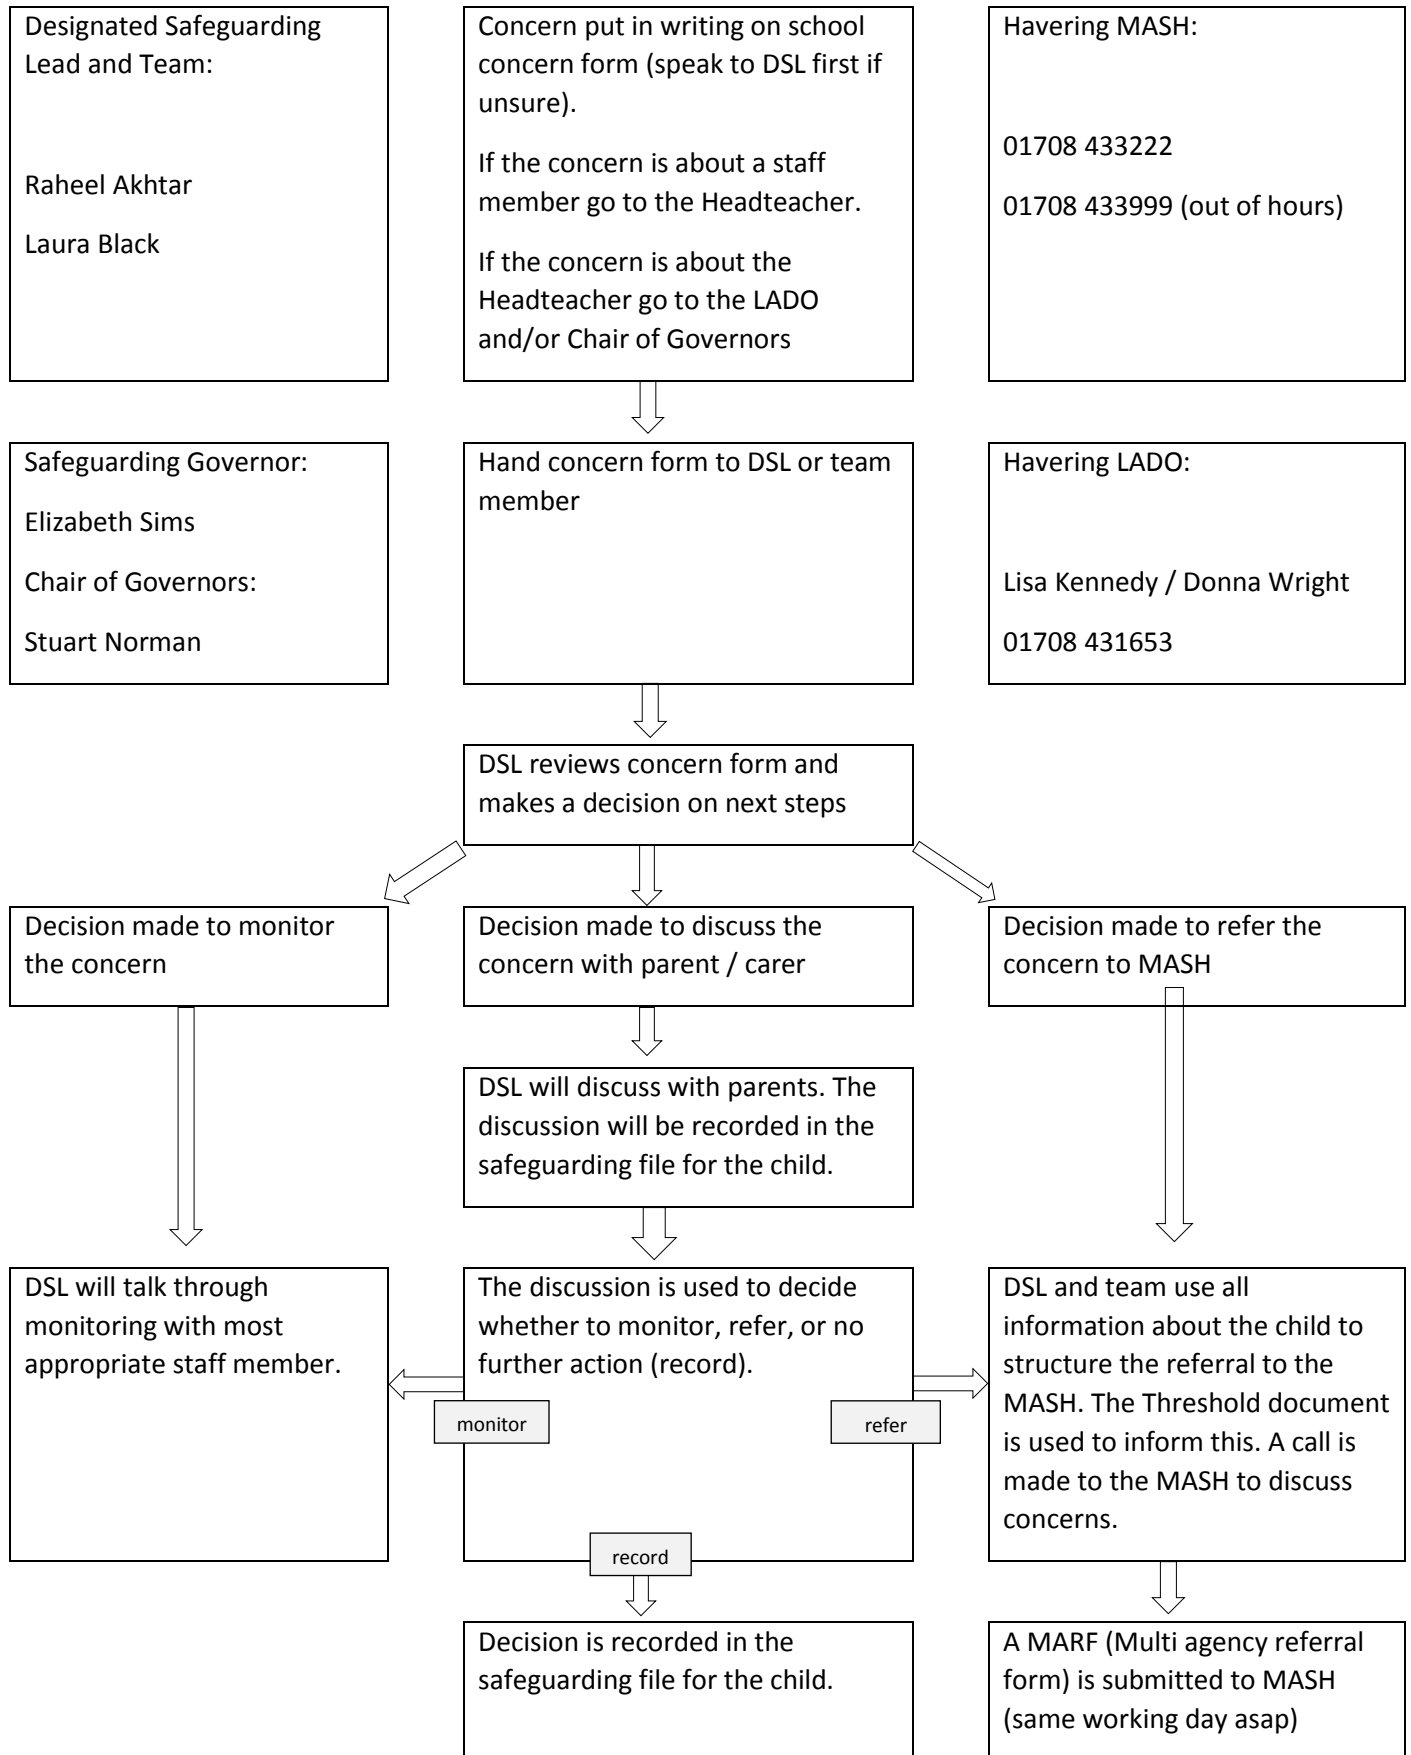 Designated Safeguarding
Lead and Team:
Raheel Akhtar
Laura Black
Concern put in writing on school
concern form (speak to DSL first if
unsure).
If the concern is about a staff
member go to the Headteacher.
If the concern is about the
Headteacher go to the LADO
and/or Chair of Governors
Havering MASH:
01708 433222
01708 433999 (out of hours)
Safeguarding Governor:
Elizabeth Sims
Chair of Governors:
Stuart Norman
Hand concern form to DSL or team
member
Havering LADO:
Lisa Kennedy / Donna Wright
01708 431653
DSL reviews concern form and
makes a decision on next steps
Decision made to monitor
the concern
Decision made to discuss the
concern with parent / carer
Decision made to refer the
concern to MASH
DSL will discuss with parents. The
discussion will be recorded in the
safeguarding file for the child.
DSL will talk through
monitoring with most
appropriate staff member.
The discussion is used to decide
whether to monitor, refer, or no
further action (record).
monitor
refer
record
DSL and team use all
information about the child to
structure the referral to the
MASH. The Threshold document
is used to inform this. A call is
made to the MASH to discuss
concerns.
Decision is recorded in the
safeguarding file for the child.
A MARF (Multi agency referral
form) is submitted to MASH
(same working day asap)